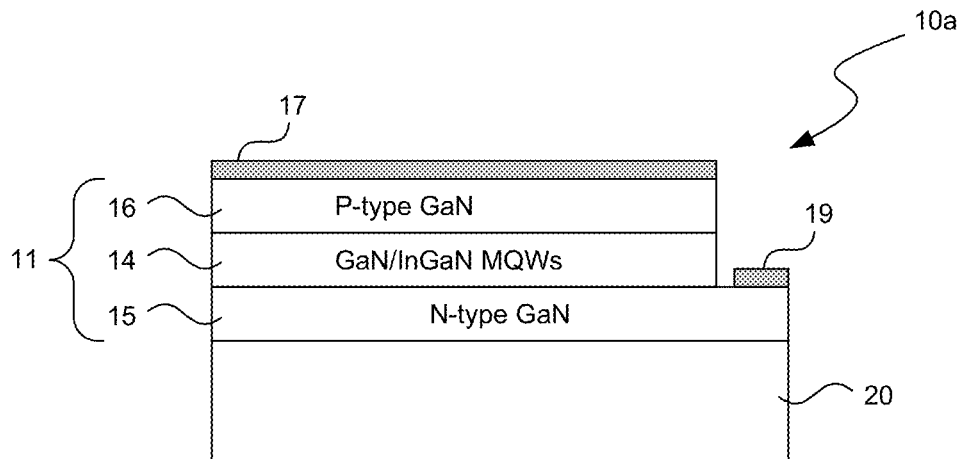 10a
17
16 P-type GaN
19
11 14 GaN/InGaN MQWs
15 N-type GaN
20